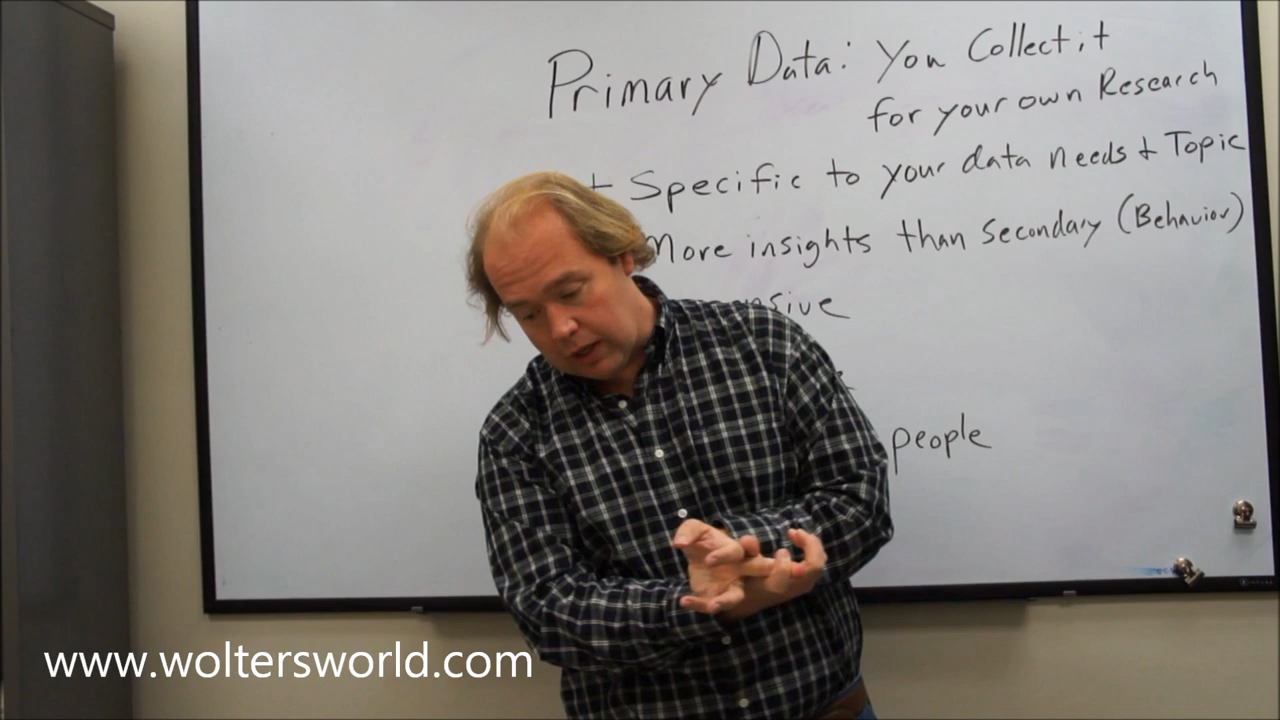 Primary Data: You Collect it
for your own Research
+ Specific to your data needs + Topic
More insights than Secondary (Behavior)
nsive
people
www.woltersworld.com